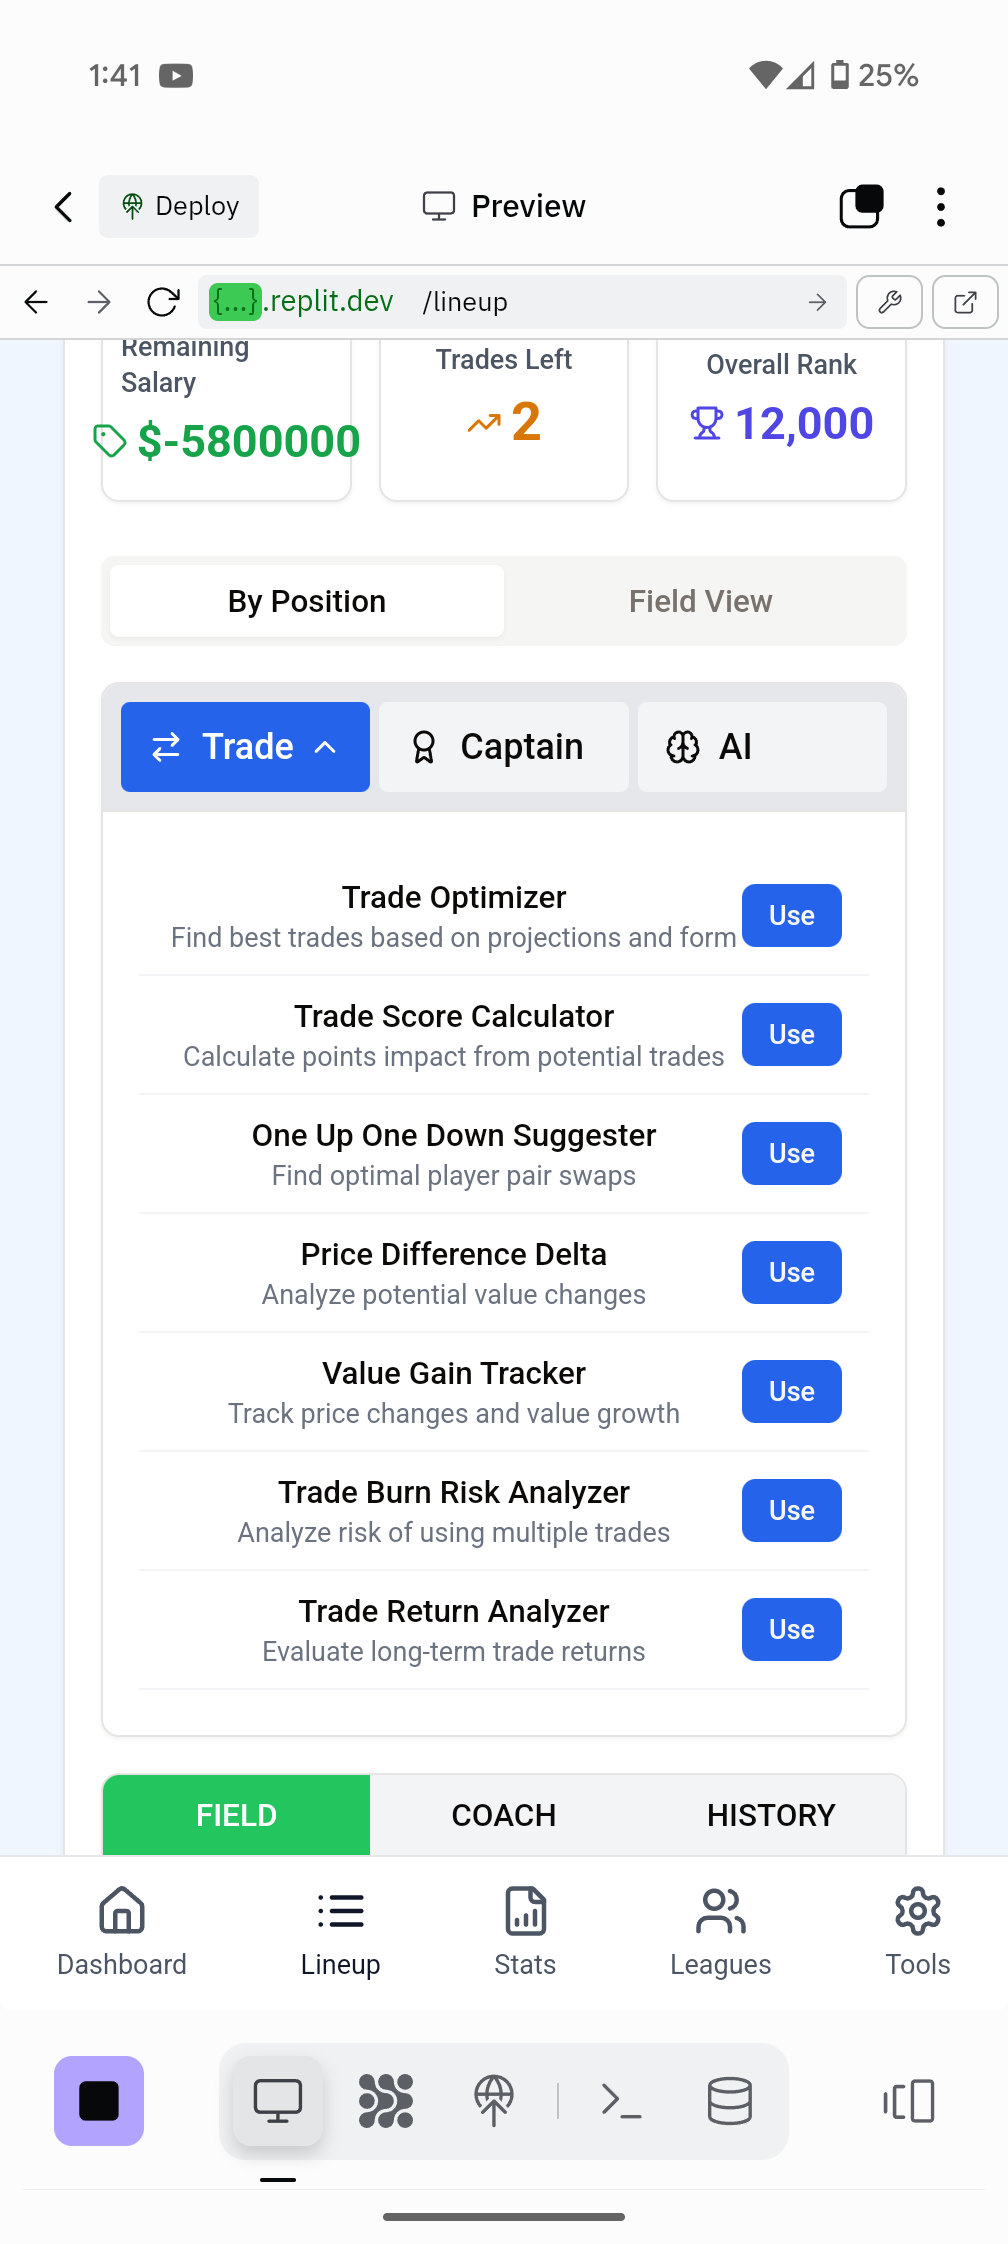 1:41 25%
Deploy Preview
{...}.replit.dev /lineup
Remaining
Salary
$-5800000
Trades Left
2
Overall Rank
12,000
By Position Field View
Trade Captain AI
Trade Optimizer
Find best trades based on projections and form
Use
Trade Score Calculator
Calculate points impact from potential trades
Use
One Up One Down Suggester
Find optimal player pair swaps
Use
Price Difference Delta
Analyze potential value changes
Use
Value Gain Tracker
Track price changes and value growth
Use
Trade Burn Risk Analyzer
Analyze risk of using multiple trades
Use
Trade Return Analyzer
Evaluate long-term trade returns
Use
FIELD COACH HISTORY
Dashboard Lineup Stats Leagues Tools